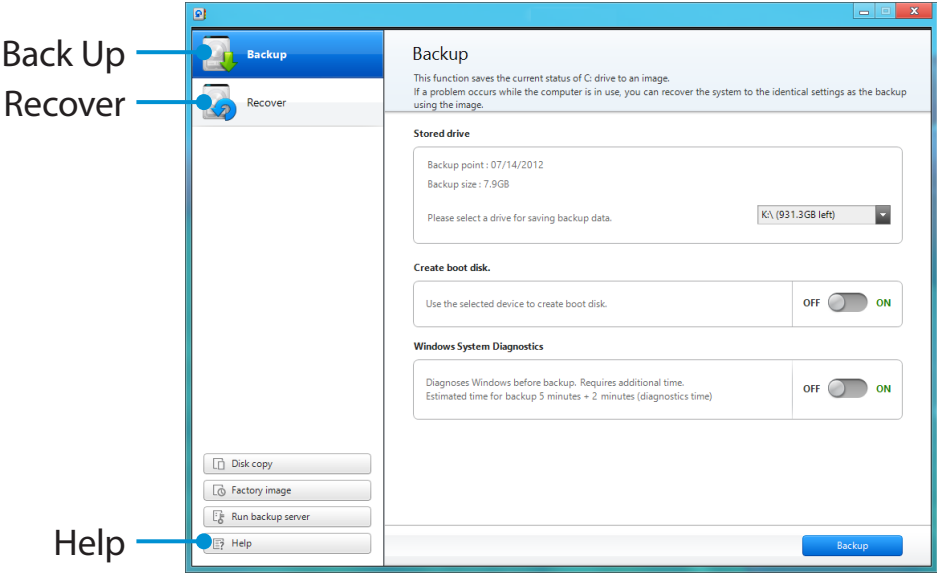 Back Up
Recover
Help
Backup
Recover
Disk copy
Factory image
Run backup server
Help
Backup
This function saves the current status of C: drive to an image.
If a problem occurs while the computer is in use, you can recover the system to the identical settings as the backup
using the image.
Stored drive
Backup point : 07/14/2012
Backup size : 7.9GB
Please select a drive for saving backup data.
K:\ (931.3GB left)
Create boot disk.
Use the selected device to create boot disk.
OFF ON
Windows System Diagnostics
Diagnoses Windows before backup. Requires additional time.
Estimated time for backup 5 minutes + 2 minutes (diagnostics time)
OFF ON
Backup